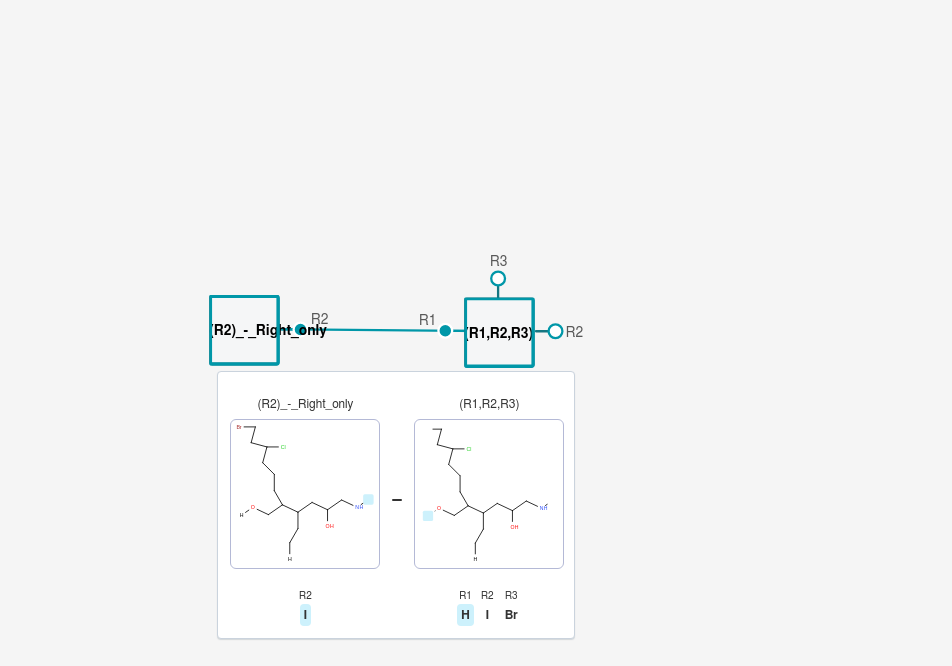 R3
R2
R1
(R2)_-_Right_only
(R1,R2,R3)
R2
(R2)_-_Right_only
(R1,R2,R3)
Br
Cl
H
O
NH
OH
H
–
Cl
O
NH
OH
H
R2
R1 R2 R3
I
H I Br